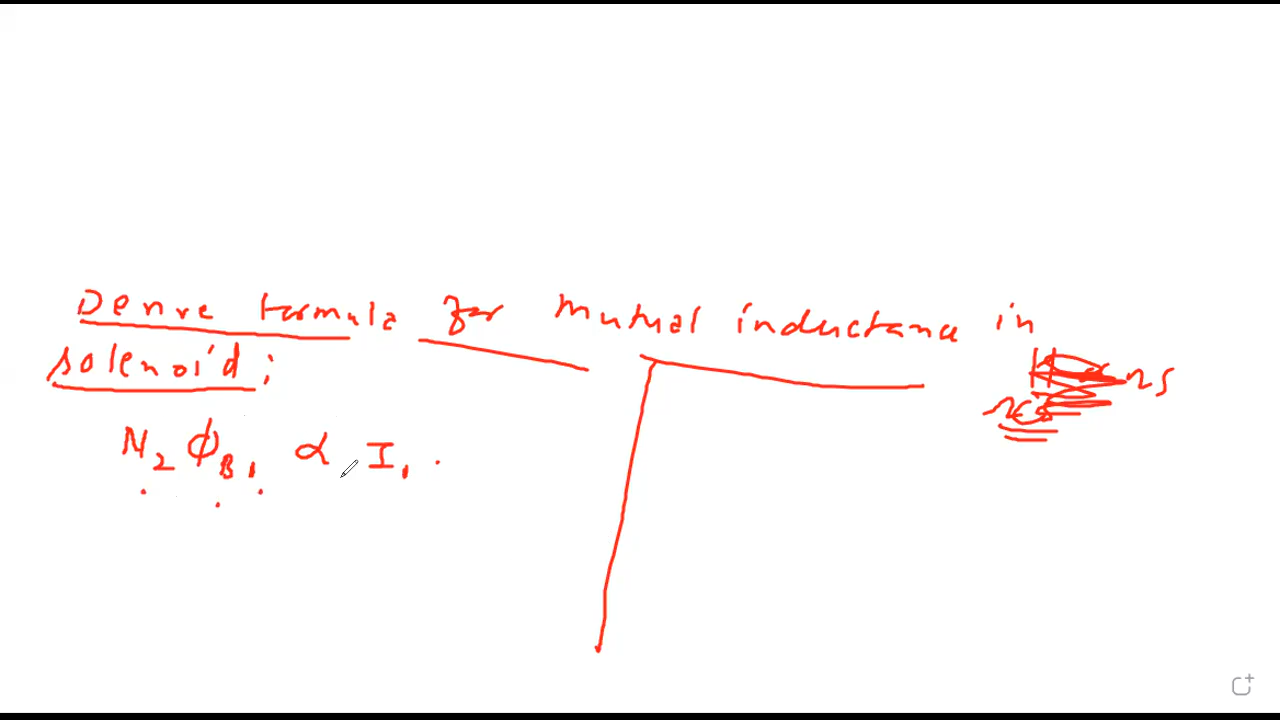 Derive formula for Mutual inductance in
solenoid:
N₂ ϕ_B₁ ∝ I₁ .